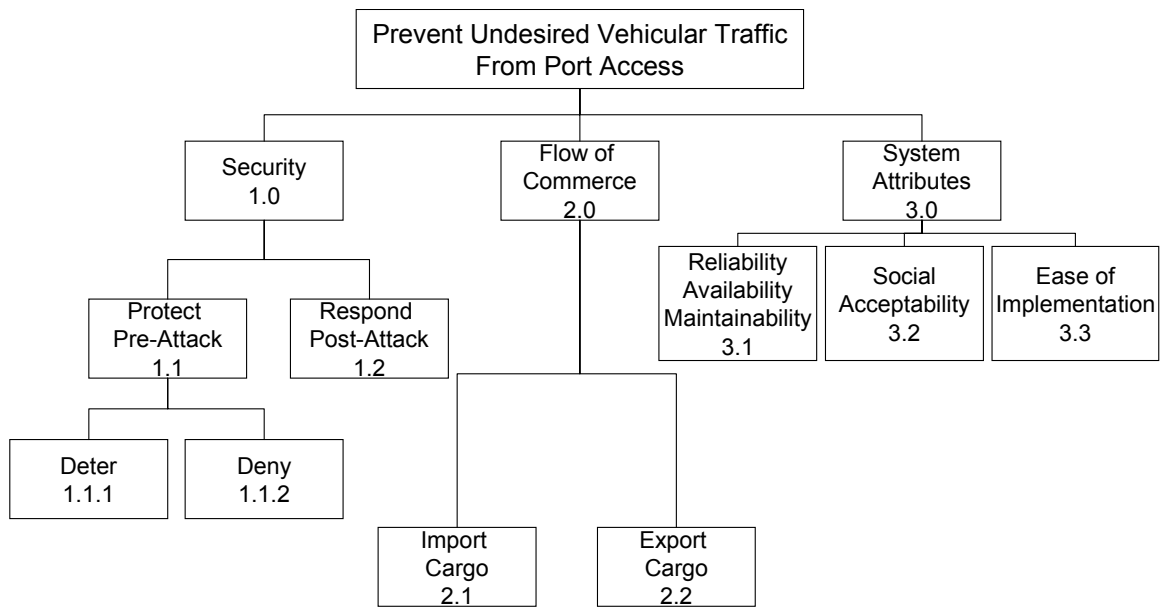 Prevent Undesired Vehicular Traffic
From Port Access
Security
1.0
Flow of
Commerce
2.0
System
Attributes
3.0
Protect
Pre-Attack
1.1
Respond
Post-Attack
1.2
Reliability
Availability
Maintainability
3.1
Social
Acceptability
3.2
Ease of
Implementation
3.3
Deter
1.1.1
Deny
1.1.2
Import
Cargo
2.1
Export
Cargo
2.2